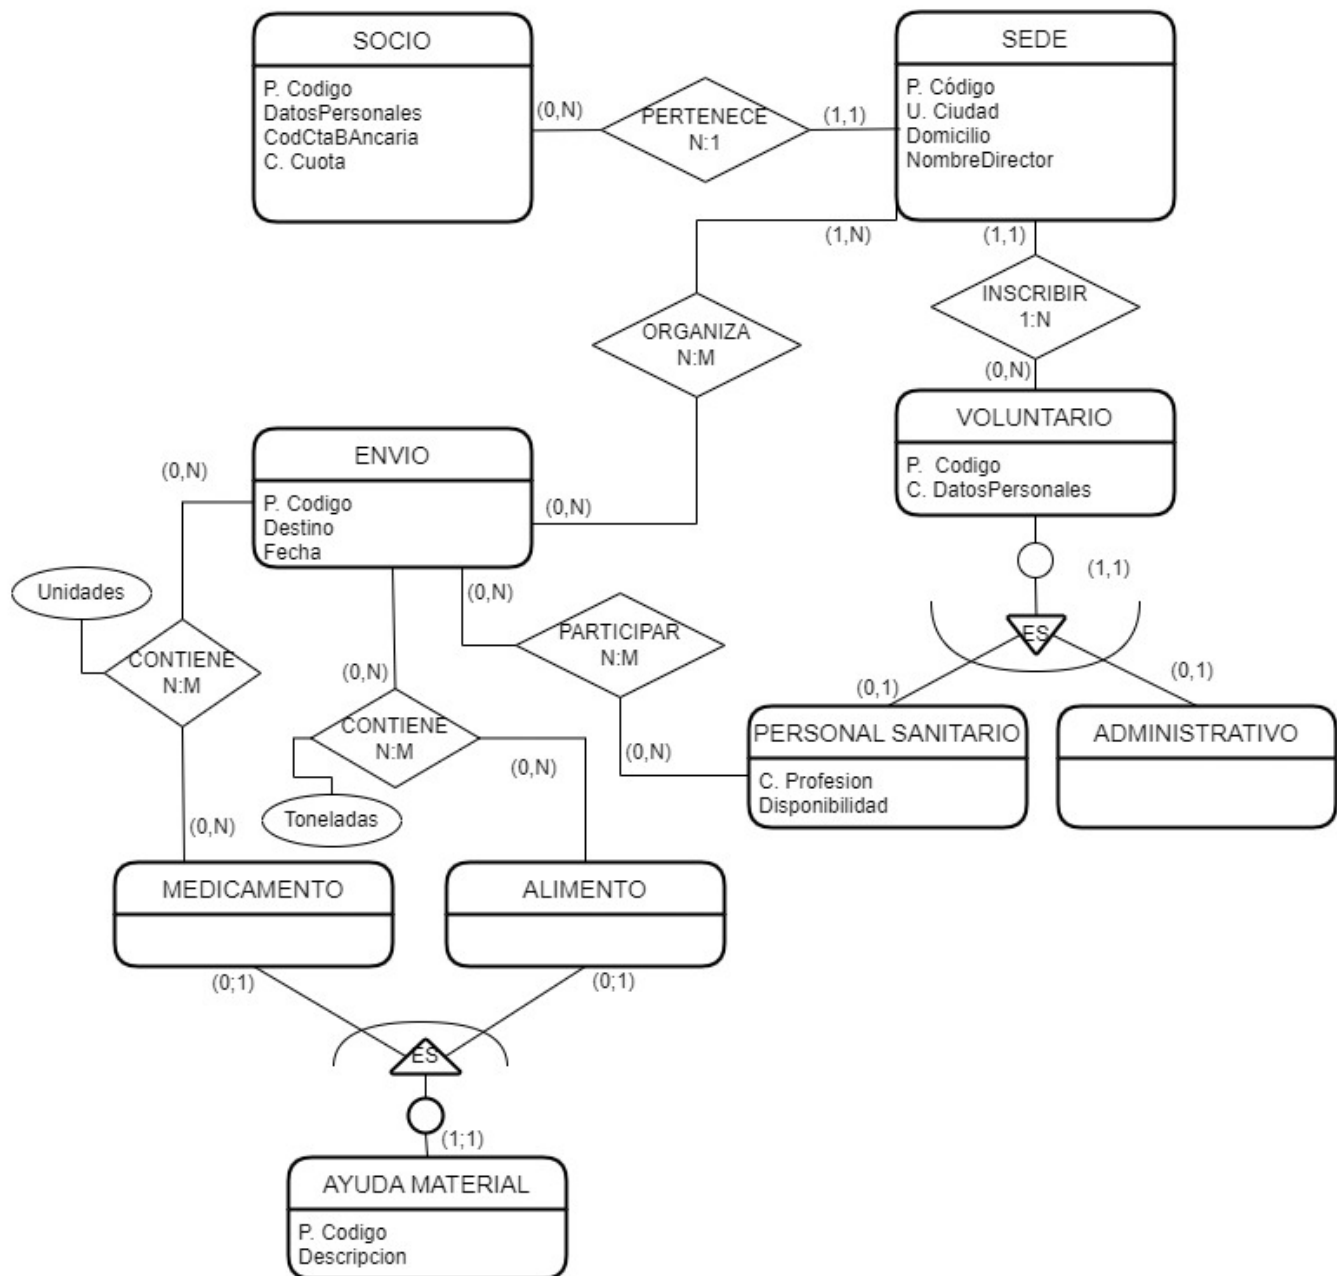 SOCIO
P. Codigo
DatosPersonales
CodCtaBAncaria
C. Cuota
(0,N)
PERTENECE
N:1
(1,1)
SEDE
P. Código
U. Ciudad
Domicilio
NombreDirector
(1,N)
(1,1)
ORGANIZA
N:M
INSCRIBIR
1:N
(0,N)
VOLUNTARIO
P. Codigo
C. DatosPersonales
(0,N)
ENVIO
P. Codigo
Destino
Fecha
(0,N)
(0,N)
(1,1)
Unidades
CONTIENE
N:M
PARTICIPAR
N:M
ES
(0,N)
(0,1)
(0,1)
CONTIENE
N:M
(0,N)
(0,N)
PERSONAL SANITARIO
C. Profesion
Disponibilidad
ADMINISTRATIVO
Toneladas
(0,N)
MEDICAMENTO
ALIMENTO
(0;1)
(0;1)
ES
(1;1)
AYUDA MATERIAL
P. Codigo
Descripcion